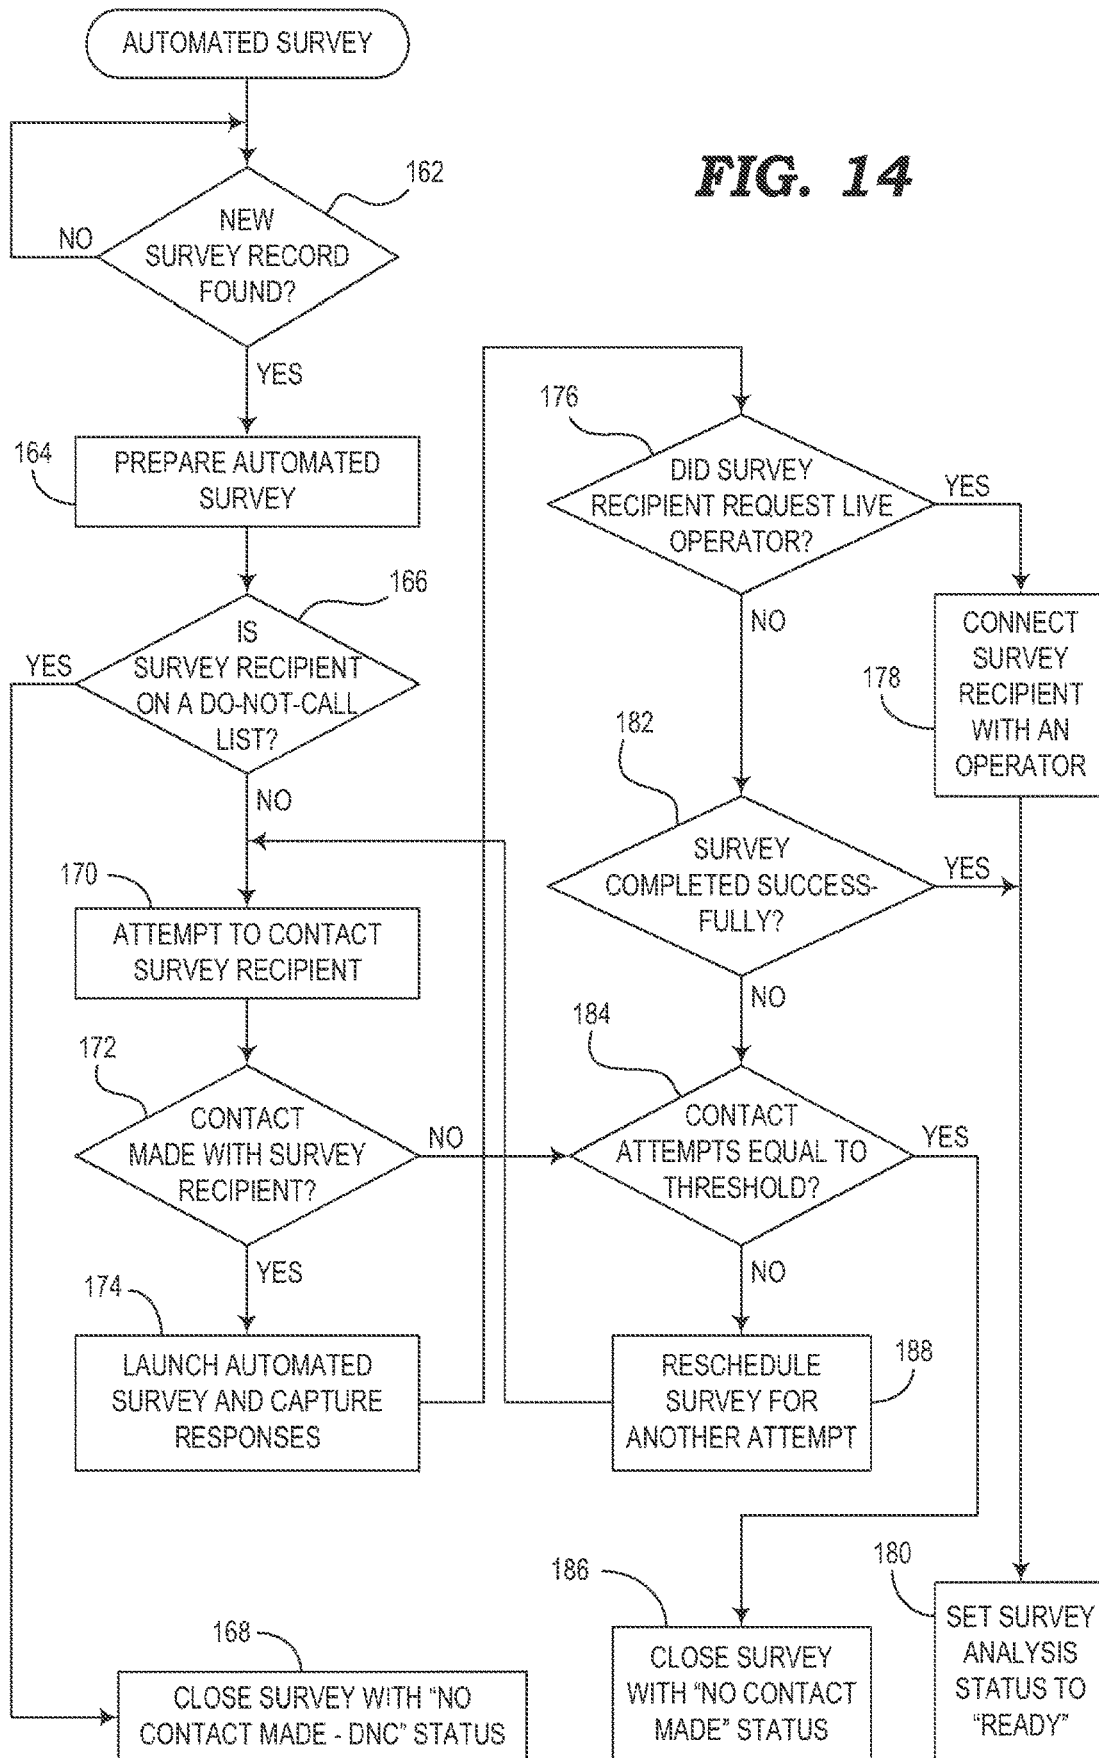 AUTOMATED SURVEY
FIG. 14
162
NEW
SURVEY RECORD
FOUND?
NO
YES
164
PREPARE AUTOMATED
SURVEY
166
IS
SURVEY RECIPIENT
ON A DO-NOT-CALL
LIST?
YES
NO
170
ATTEMPT TO CONTACT
SURVEY RECIPIENT
172
CONTACT
MADE WITH SURVEY
RECIPIENT?
NO
YES
174
LAUNCH AUTOMATED
SURVEY AND CAPTURE
RESPONSES
176
DID SURVEY
RECIPIENT REQUEST LIVE
OPERATOR?
YES
NO
178
CONNECT
SURVEY
RECIPIENT
WITH AN
OPERATOR
182
SURVEY
COMPLETED SUCCESS-
FULLY?
YES
NO
184
CONTACT
ATTEMPTS EQUAL TO
THRESHOLD?
YES
NO
188
RESCHEDULE
SURVEY FOR
ANOTHER ATTEMPT
168
CLOSE SURVEY WITH "NO
CONTACT MADE - DNC" STATUS
186
CLOSE SURVEY
WITH "NO CONTACT
MADE" STATUS
180
SET SURVEY
ANALYSIS
STATUS TO
"READY"